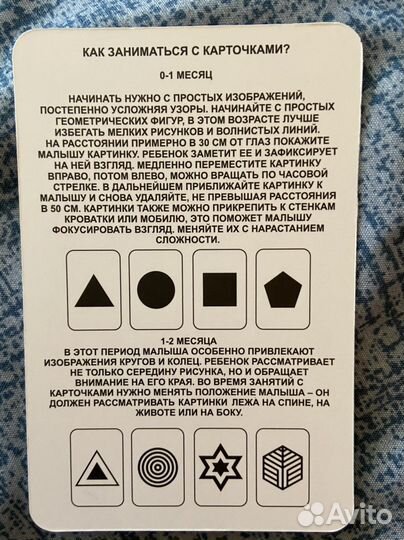 КАК ЗАНИМАТЬСЯ С КАРТОЧКАМИ?
0-1 МЕСЯЦ
НАЧИНАТЬ НУЖНО С ПРОСТЫХ ИЗОБРАЖЕНИЙ,
ПОСТЕПЕННО УСЛОЖНЯЯ УЗОРЫ. НАЧИНАЙТЕ С ПРОСТЫХ
ГЕОМЕТРИЧЕСКИХ ФИГУР, В ЭТОМ ВОЗРАСТЕ ЛУЧШЕ
ИЗБЕГАТЬ МЕЛКИХ РИСУНКОВ И ВОЛНИСТЫХ ЛИНИЙ.
НА РАССТОЯНИИ ПРИМЕРНО В 30 СМ ОТ ГЛАЗ ПОКАЖИТЕ
МАЛЫШУ КАРТИНКУ. РЕБЕНОК ЗАМЕТИТ ЕЕ И ЗАФИКСИРУЕТ
НА НЕЙ ВЗГЛЯД. МЕДЛЕННО ПЕРЕМЕСТИТЕ КАРТИНКУ
ВПРАВО, ПОТОМ ВЛЕВО, МОЖНО ВРАЩАТЬ ПО ЧАСОВОЙ
СТРЕЛКЕ. В ДАЛЬНЕЙШЕМ ПРИБЛИЖАЙТЕ КАРТИНКУ К
МАЛЫШУ И СНОВА УДАЛЯЙТЕ, НЕ ПРЕВЫШАЯ РАССТОЯНИЯ
В 50 СМ. КАРТИНКИ ТАКЖЕ МОЖНО ПРИКРЕПИТЬ К СТЕНКАМ
КРОВАТКИ ИЛИ МОБИЛЮ, ЭТО ПОМОЖЕТ МАЛЫШУ
ФОКУСИРОВАТЬ ВЗГЛЯД. МЕНЯЙТЕ ИХ С НАРАСТАНИЕМ
СЛОЖНОСТИ.
1-2 МЕСЯЦА
В ЭТОТ ПЕРИОД МАЛЫША ОСОБЕННО ПРИВЛЕКАЮТ
ИЗОБРАЖЕНИЯ КРУГОВ И КОЛЕЦ. РЕБЕНОК РАССМАТРИВАЕТ
НЕ ТОЛЬКО СЕРЕДИНУ РИСУНКА, НО И ОБРАЩАЕТ
ВНИМАНИЕ НА ЕГО КРАЯ. ВО ВРЕМЯ ЗАНЯТИЙ С
КАРТОЧКАМИ НУЖНО МЕНЯТЬ ПОЛОЖЕНИЕ МАЛЫША – ОН
ДОЛЖЕН РАССМАТРИВАТЬ КАРТИНКИ ЛЕЖА НА СПИНЕ, НА
ЖИВОТЕ ИЛИ НА БОКУ.
Avito